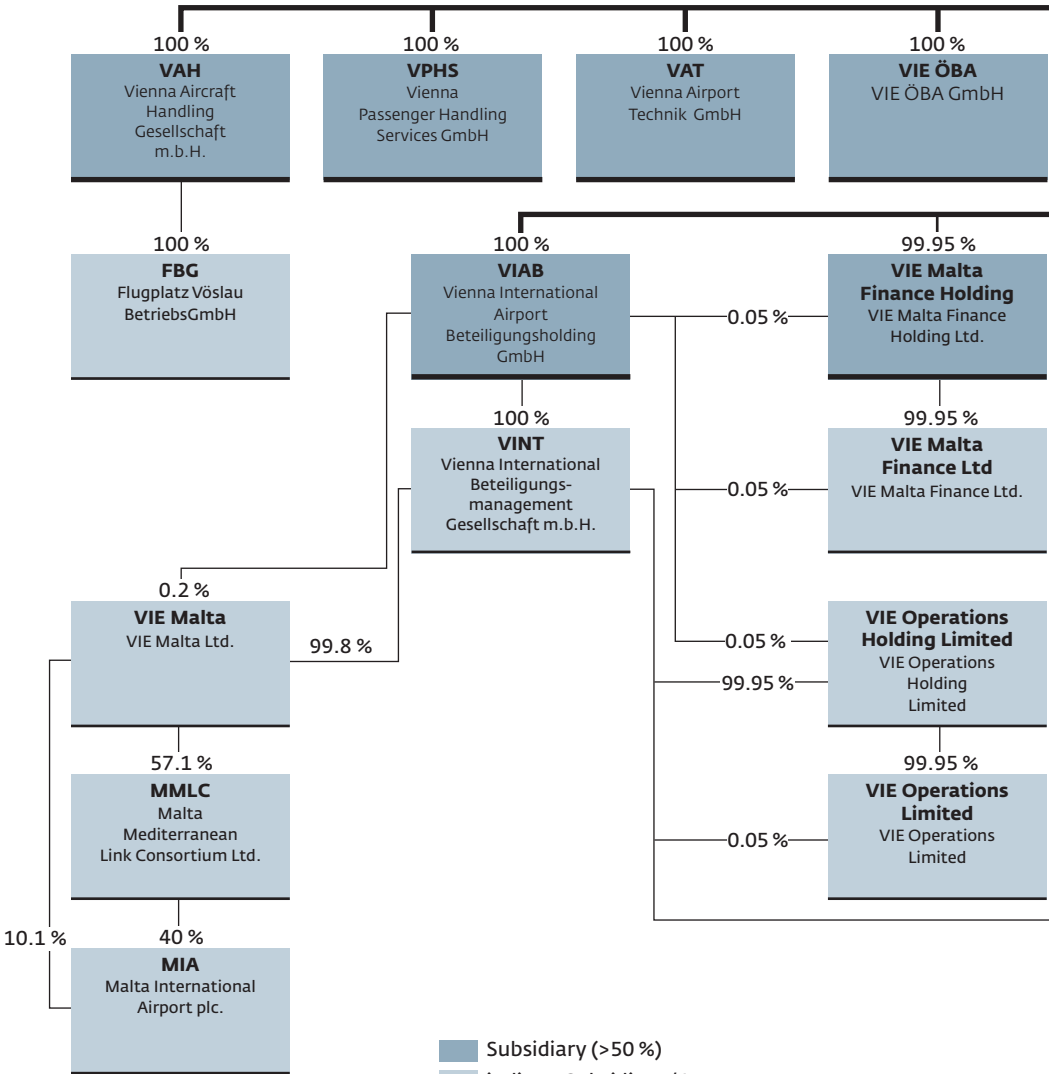 100 %
100 %
100 %
100 %
VAH
Vienna Aircraft
Handling
Gesellschaft
m.b.H.
VPHS
Vienna
Passenger Handling
Services GmbH
VAT
Vienna Airport
Technik GmbH
VIE ÖBA
VIE ÖBA GmbH
100 %
FBG
Flugplatz Vöslau
BetriebsGmbH
100 %
VIAB
Vienna International
Airport
Beteiligungsholding
GmbH
0.05 %
99.95 %
VIE Malta
Finance Holding
VIE Malta Finance
Holding Ltd.
100 %
VINT
Vienna International
Beteiligungs-
management
Gesellschaft m.b.H.
0.05 %
99.95 %
VIE Malta
Finance Ltd
VIE Malta Finance Ltd.
0.2 %
VIE Malta
VIE Malta Ltd.
99.8 %
0.05 %
99.95 %
VIE Operations
Holding Limited
VIE Operations
Holding
Limited
57.1 %
MMLC
Malta
Mediterranean
Link Consortium Ltd.
0.05 %
99.95 %
VIE Operations
Limited
VIE Operations
Limited
10.1 %
40 %
MIA
Malta International
Airport plc.
Subsidiary (>50 %)